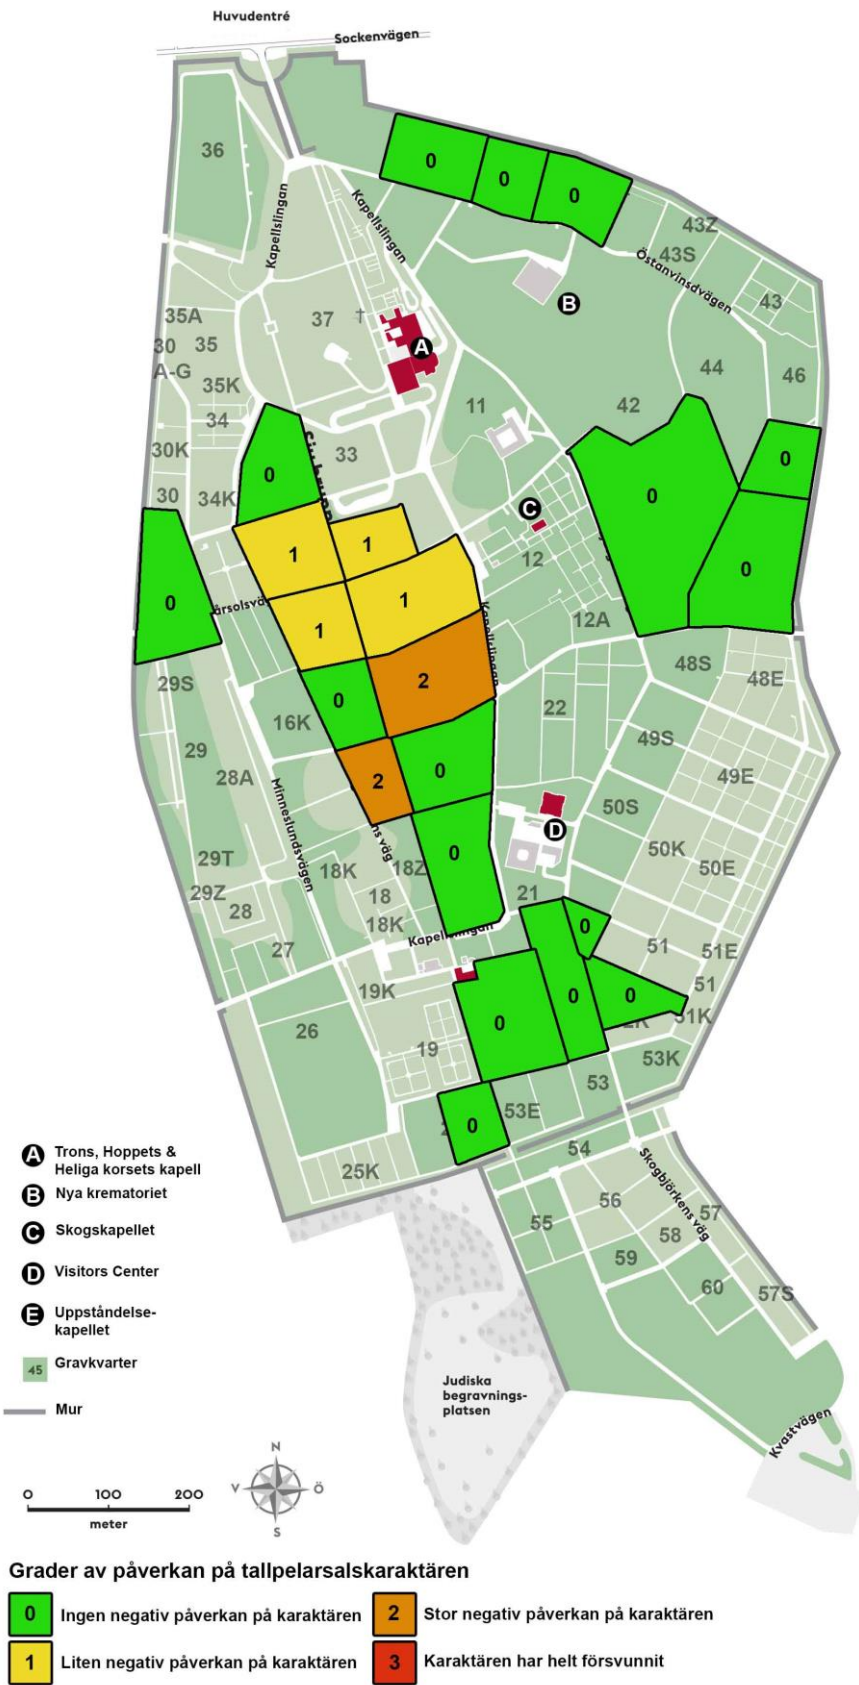 Huvudentré
Sockenvägen
36
0
0
0
Kapellslingan
Kapellslingan
43Z
43S
Östanvindsvägen
43
B
35A
37
A
30
35
A-G
35K
34
44
46
42
11
33
30K
30
34K
0
0
0
C
1
1
0
0
12
1
1
12A
Kapellslingan
2
48S
48E
29S
0
22
16K
49S
29
28A
2
0
49E
50S
D
Minneslundsvägen
29T
0
50K
50E
18K
18Z
29Z
28
18
21
18K
27
0
51
51E
19K
0
0
51
51K
26
0
19
53K
53
53E
0
25K
54
Skogbjörkens väg
56
57
55
58
59
60
57S
A Trons, Hoppets &
Heliga korsets kapell
B Nya krematoriet
C Skogskapellet
D Visitors Center
E Uppståndelse-
kapellet
45 Gravkvarter
Mur
Judiska
begravnings-
platsen
Kvastvägen
N
V Ö
S
0 100 200
meter
Grader av påverkan på tallpelarsalskaraktären
0 Ingen negativ påverkan på karaktären
2 Stor negativ påverkan på karaktären
1 Liten negativ påverkan på karaktären
3 Karaktären har helt försvunnit